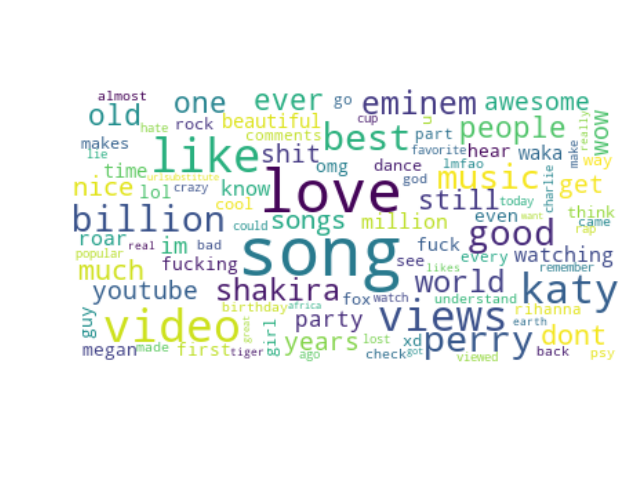 almost
old
hate
one
rock
ever
go
beautiful
comments
eminem
cup
u
awesome
wow
really
makes
lie
like
shit
best
part
favorite
people
hear
waka
make
way
time
omg
dance
lmfao
nice
lol
urlsubstitute
crazy
know
god
love
music
charlie
get
cool
still
today
billion
could
songs
million
even
want
think
came
rap
roar
real
im
bad
song
fuck
good
popular
fucking
see
every
watching
much
likes
world
remember
youtube
shakira
fox
watch
understand
katy
guy
video
birthday
africa
party
views
rihanna
earth
great
girl
years
lost
xd
perry
dont
megan
made
first
tiger
ago
check
got
viewed
back
psy